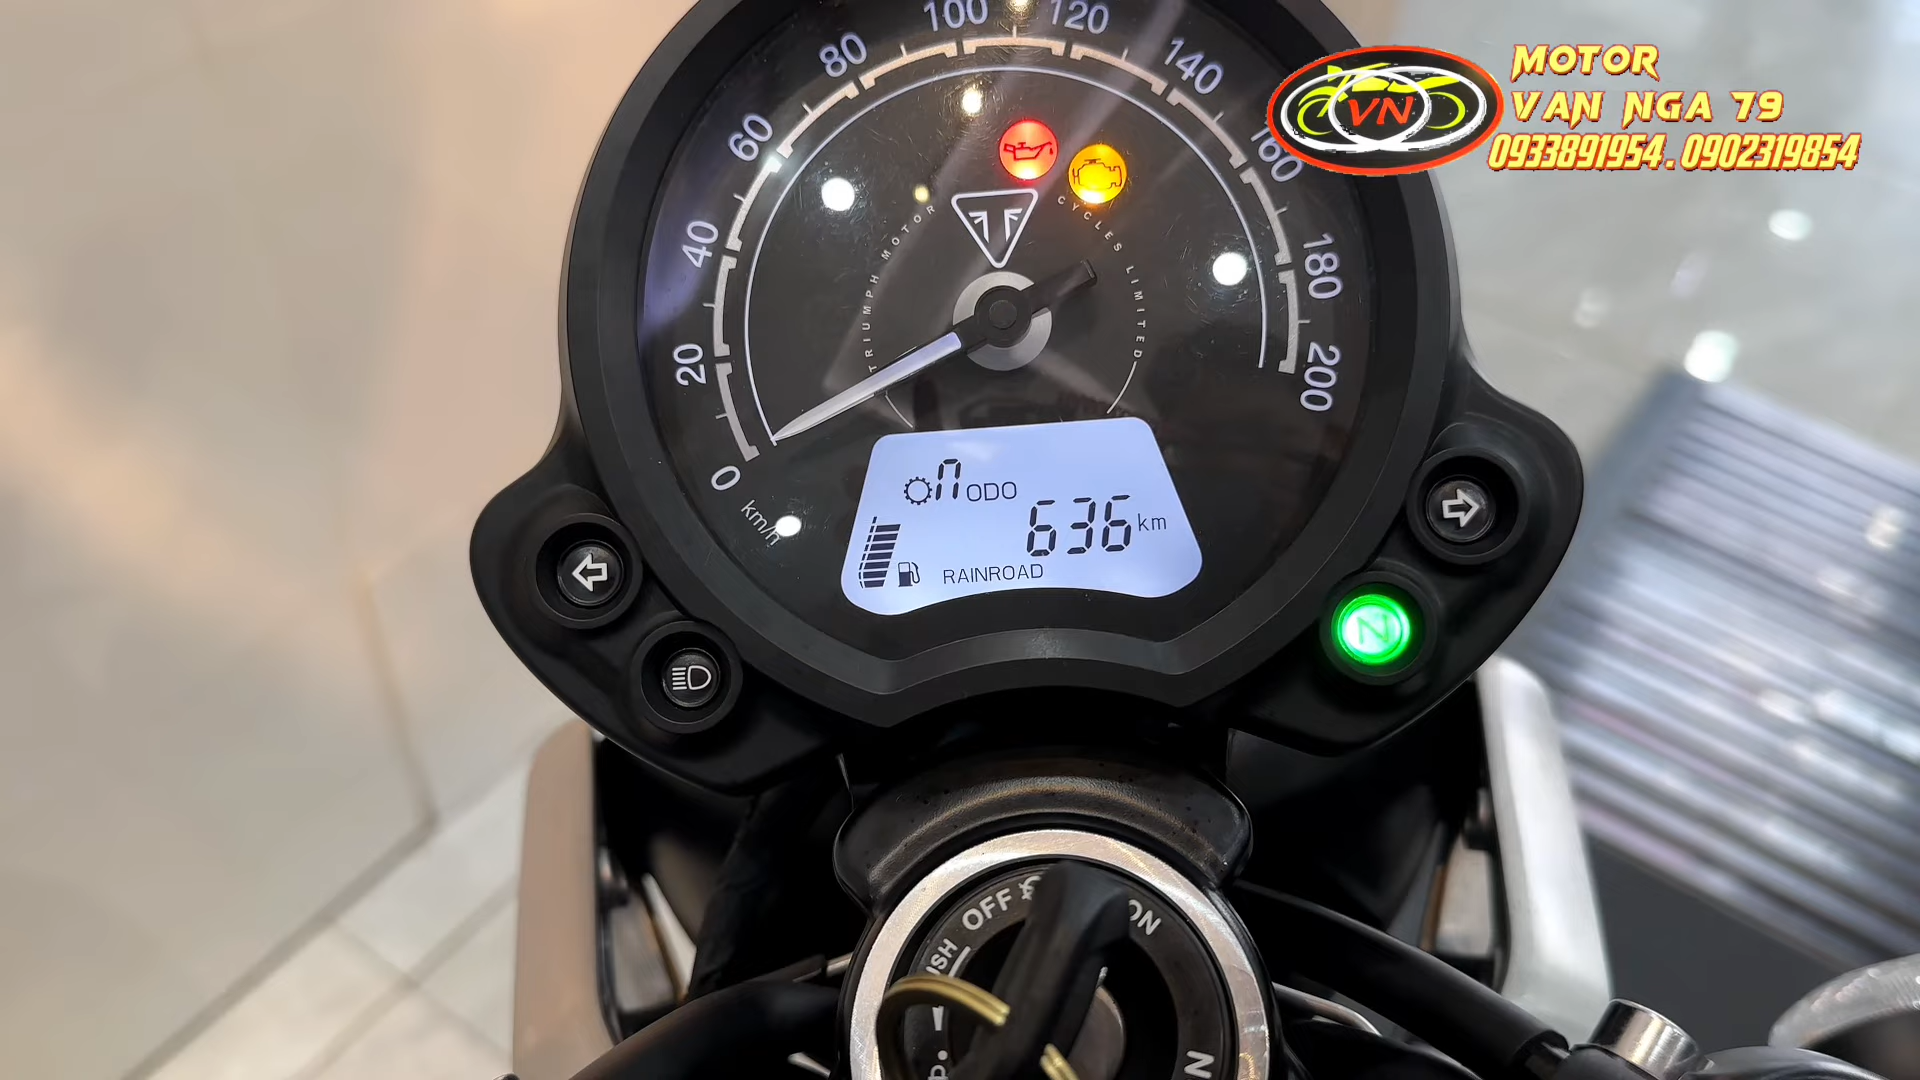 MOTOR
VAN NGA 79
0933891954.0902319854
VN
0
20
40
60
80
100
120
140
160
180
200
km/h
TRIUMPH MOTOR
CYCLES LIMITED
n ODO
636 km
RAINROAD
N
OFF
ON